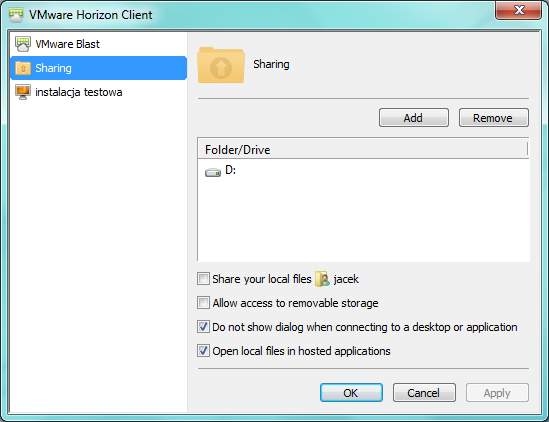 VMware Horizon Client
VMware Blast
Sharing
instalacja testowa
Sharing
Add
Remove
Folder/Drive
D:
Share your local files jacek
Allow access to removable storage
Do not show dialog when connecting to a desktop or application
Open local files in hosted applications
OK
Cancel
Apply